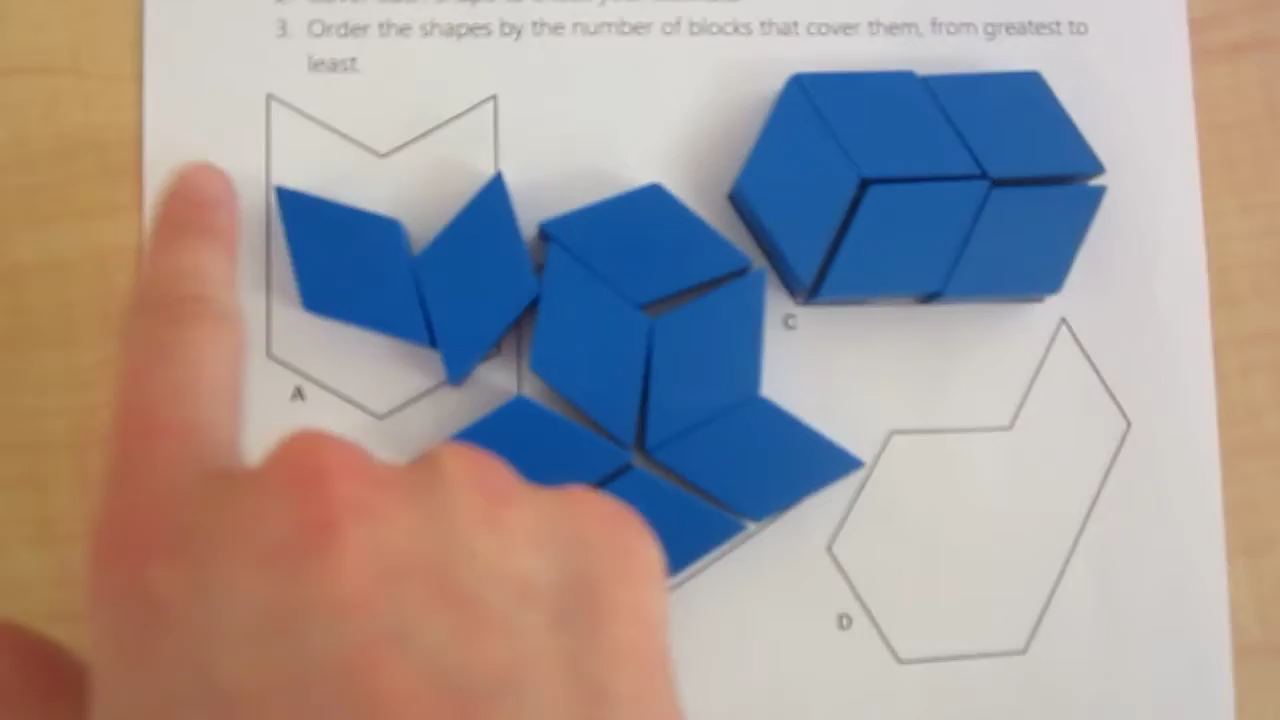 3. Order the shapes by the number of blocks that cover them, from greatest to
least.
C
A
D